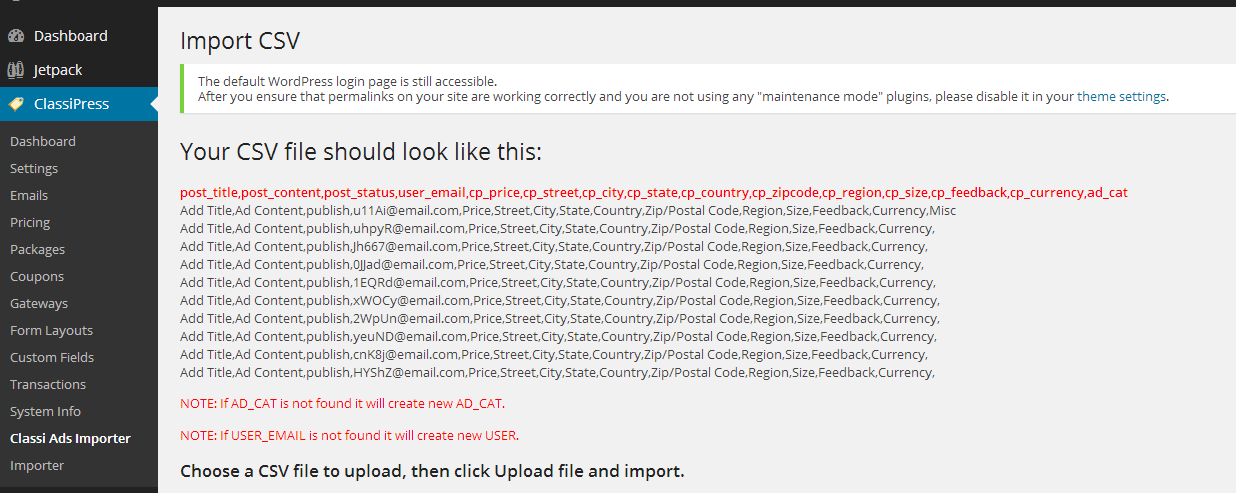 Dashboard
Jetpack
ClassiPress
Dashboard
Settings
Emails
Pricing
Packages
Coupons
Gateways
Form Layouts
Custom Fields
Transactions
System Info
Classi Ads Importer
Importer
Import CSV
The default WordPress login page is still accessible.
After you ensure that permalinks on your site are working correctly and you are not using any "maintenance mode" plugins, please disable it in your theme settings.
Your CSV file should look like this:
post_title,post_content,post_status,user_email,cp_price,cp_street,cp_city,cp_state,cp_country,cp_zipcode,cp_region,cp_size,cp_feedback,cp_currency,ad_cat
Add Title,Ad Content,publish,u11Ai@email.com,Price,Street,City,State,Country,Zip/Postal Code,Region,Size,Feedback,Currency,Misc
Add Title,Ad Content,publish,uhpyR@email.com,Price,Street,City,State,Country,Zip/Postal Code,Region,Size,Feedback,Currency,
Add Title,Ad Content,publish,Jh667@email.com,Price,Street,City,State,Country,Zip/Postal Code,Region,Size,Feedback,Currency,
Add Title,Ad Content,publish,0JJad@email.com,Price,Street,City,State,Country,Zip/Postal Code,Region,Size,Feedback,Currency,
Add Title,Ad Content,publish,1EQRd@email.com,Price,Street,City,State,Country,Zip/Postal Code,Region,Size,Feedback,Currency,
Add Title,Ad Content,publish,xWOCy@email.com,Price,Street,City,State,Country,Zip/Postal Code,Region,Size,Feedback,Currency,
Add Title,Ad Content,publish,2WpUn@email.com,Price,Street,City,State,Country,Zip/Postal Code,Region,Size,Feedback,Currency,
Add Title,Ad Content,publish,yeuND@email.com,Price,Street,City,State,Country,Zip/Postal Code,Region,Size,Feedback,Currency,
Add Title,Ad Content,publish,cnK8j@email.com,Price,Street,City,State,Country,Zip/Postal Code,Region,Size,Feedback,Currency,
Add Title,Ad Content,publish,HYShZ@email.com,Price,Street,City,State,Country,Zip/Postal Code,Region,Size,Feedback,Currency,
NOTE: If AD_CAT is not found it will create new AD_CAT.
NOTE: If USER_EMAIL is not found it will create new USER.
Choose a CSV file to upload, then click Upload file and import.